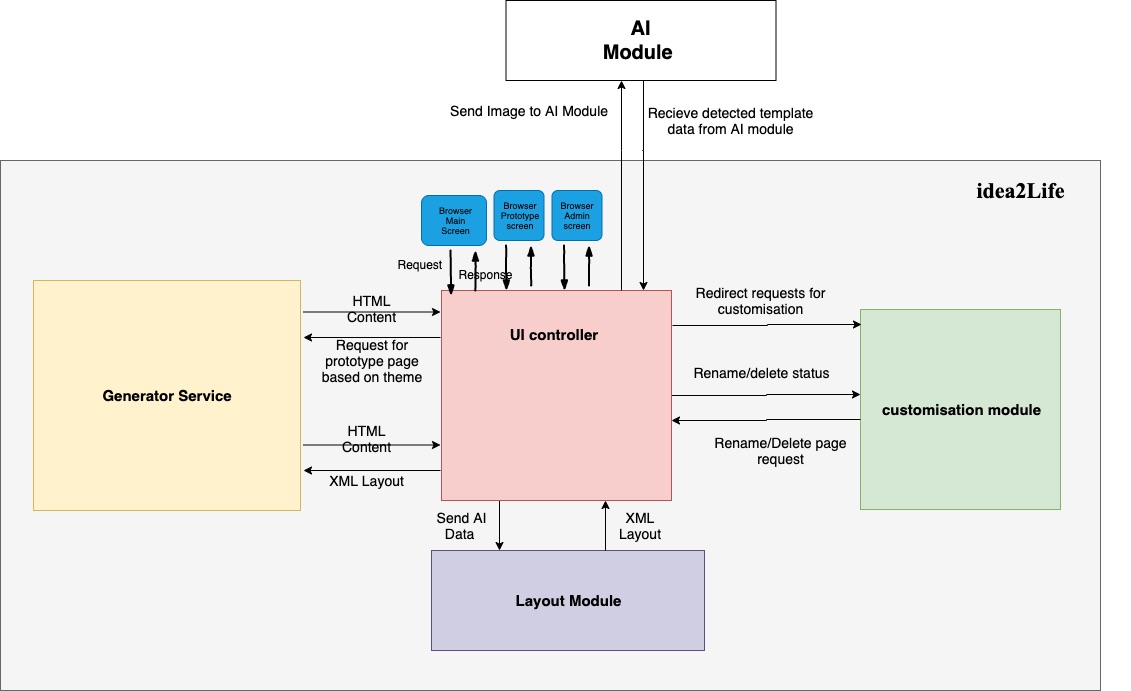 AI
Module
Send Image to AI Module
Recieve detected template
data from AI module
idea2Life
Browser
Main
Screen
Browser
Prototype
screen
Browser
Admin
screen
Request
Response
HTML
Content
Request for
prototype page
based on theme
Generator Service
HTML
Content
XML Layout
UI controller
Redirect requests for
customisation
Rename/delete status
customisation module
Rename/Delete page
request
Send AI
Data
XML
Layout
Layout Module